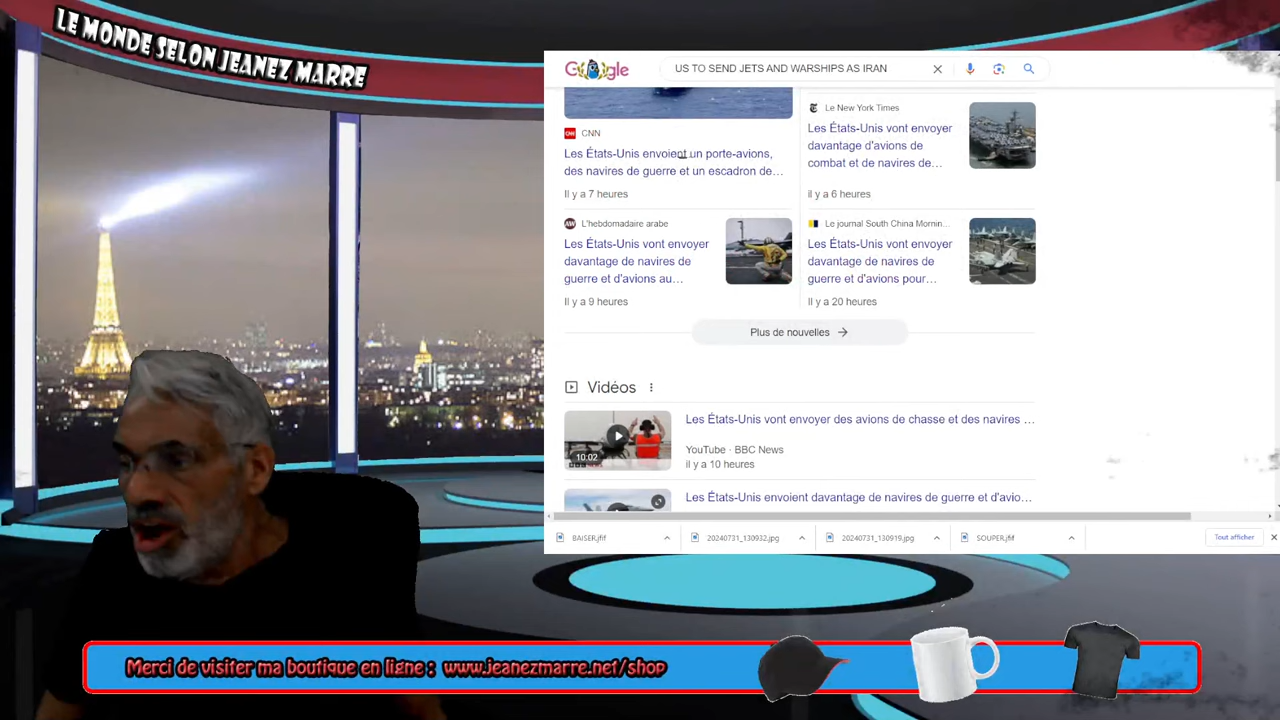 LE MONDE SELON JEANEZ MARRE
Google
US TO SEND JETS AND WARSHIPS AS IRAN
CNN
Les États-Unis envoient un porte-avions,
des navires de guerre et un escadron de…
Il y a 7 heures
Le New York Times
Les États-Unis vont envoyer
davantage d'avions de
combat et de navires de…
il y a 6 heures
L'hebdomadaire arabe
Les États-Unis vont envoyer
davantage de navires de
guerre et d'avions au…
Il y a 9 heures
Le journal South China Mornin…
Les États-Unis vont envoyer
davantage de navires de
guerre et d'avions pour…
Il y a 20 heures
Plus de nouvelles
Vidéos
10:02
Les États-Unis vont envoyer des avions de chasse et des navires …
YouTube · BBC News
il y a 10 heures
Les États-Unis envoient davantage de navires de guerre et d'avio…
BAISER.jfif
20240731_130932.jpg
20240731_130919.jpg
SOUPER.jfif
Tout afficher
Merci de visiter ma boutique en ligne : www.jeanezmarre.net/shop